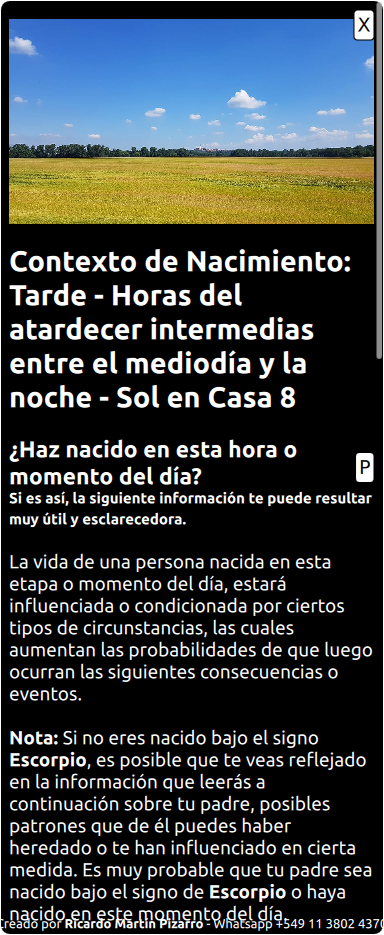 X
Contexto de Nacimiento:
Tarde - Horas del
atardecer intermedias
entre el mediodía y la
noche - Sol en Casa 8
¿Haz nacido en esta hora o
momento del día?
P
Si es así, la siguiente información te puede resultar
muy útil y esclarecedora.
La vida de una persona nacida en esta
etapa o momento del día, estará
influenciada o condicionada por ciertos
tipos de circunstancias, las cuales
aumentan las probabilidades de que luego
ocurran las siguientes consecuencias o
eventos.
Nota: Si no eres nacido bajo el signo
Escorpio, es posible que te veas reflejado
en la información que leerás a
continuación sobre tu padre, posibles
patrones que de él puedes haber
heredado o te han influenciado en cierta
medida. Es muy probable que tu padre sea
nacido bajo el signo de Escorpio o haya
nacido en este momento del día.
reado por Ricardo Martin Pizarro - Whatsapp +549 11 3802 4370